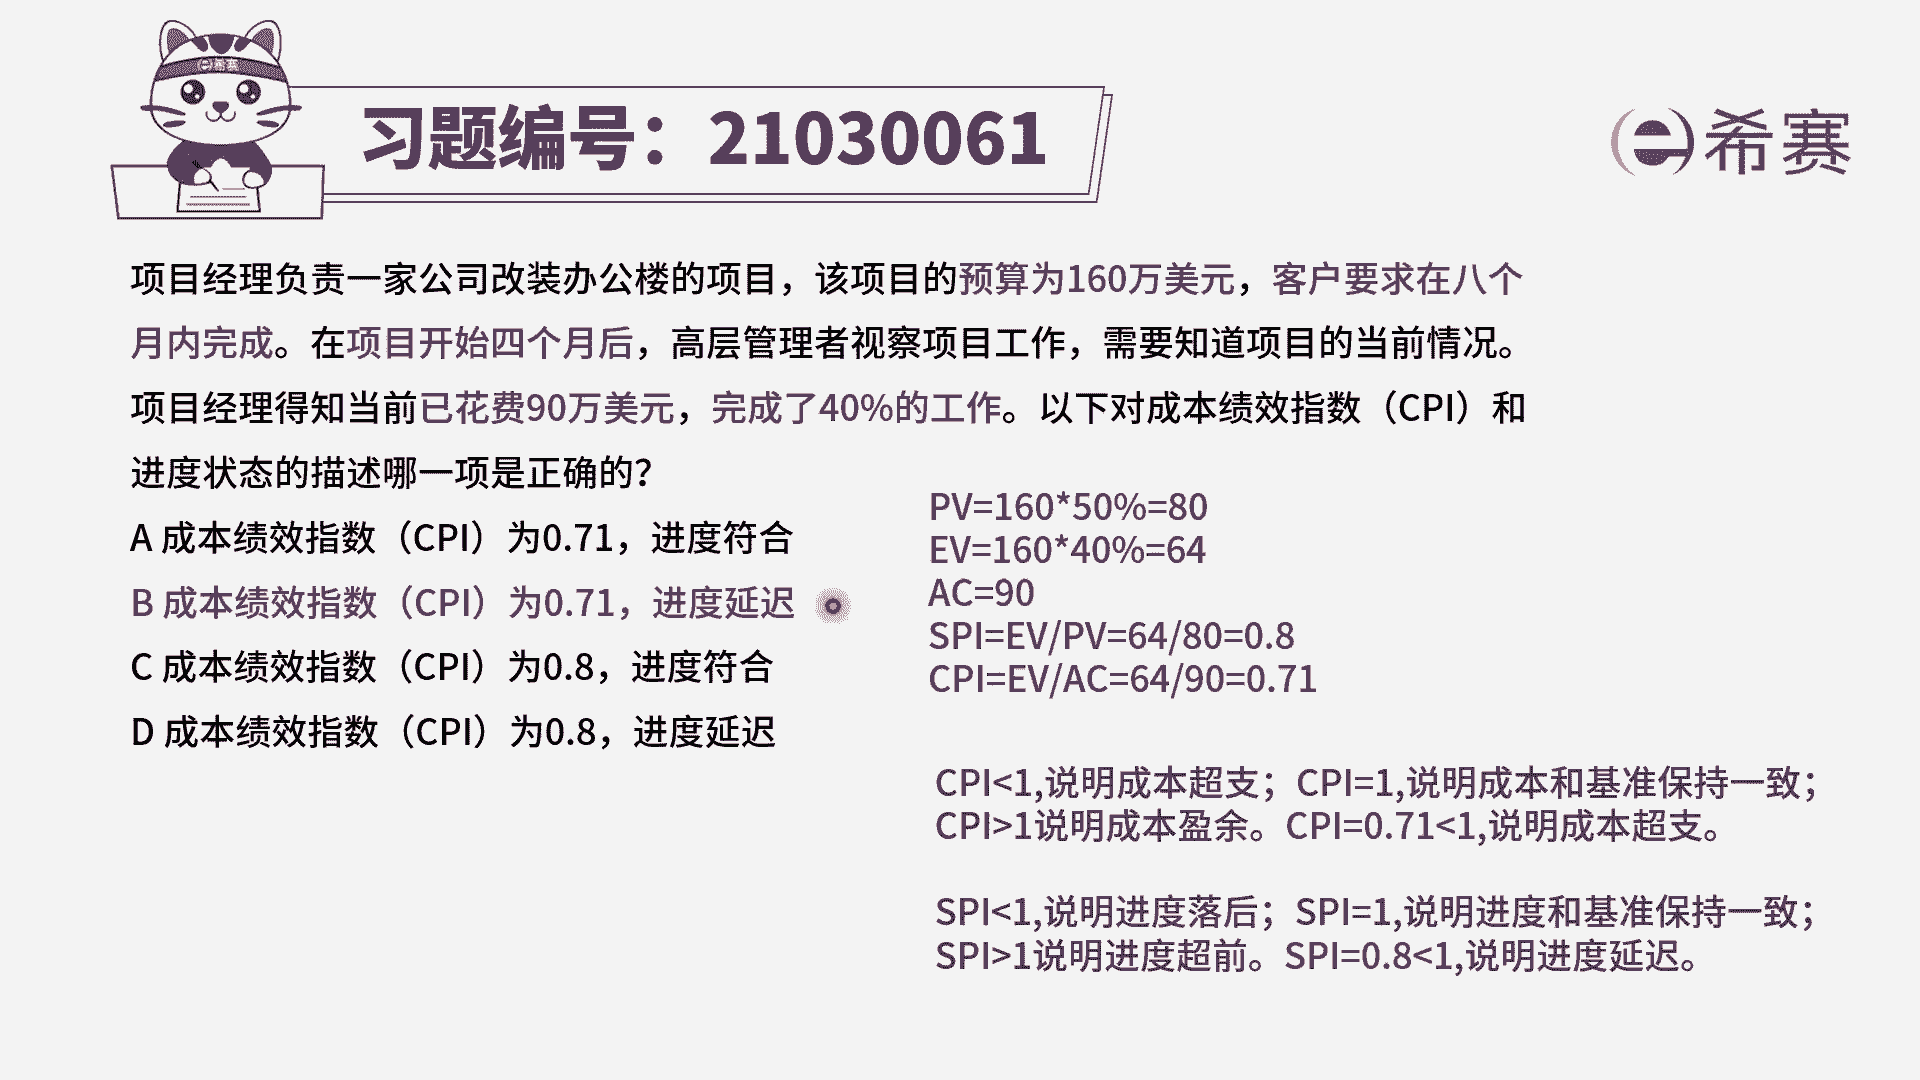 e希赛
习题编号：21030061
e希赛
项目经理负责一家公司改装办公楼的项目，该项目的预算为160万美元，客户要求在八个
月内完成。在项目开始四个月后，高层管理者视察项目工作，需要知道项目的当前情况。
项目经理得知当前已花费90万美元，完成了40%的工作。以下对成本绩效指数（CPI）和
进度状态的描述哪一项是正确的？
A 成本绩效指数（CPI）为0.71，进度符合
B 成本绩效指数（CPI）为0.71，进度延迟
C 成本绩效指数（CPI）为0.8，进度符合
D 成本绩效指数（CPI）为0.8，进度延迟
PV=160*50%=80
EV=160*40%=64
AC=90
SPI=EV/PV=64/80=0.8
CPI=EV/AC=64/90=0.71
CPI<1,说明成本超支；CPI=1,说明成本和基准保持一致；
CPI>1说明成本盈余。CPI=0.71<1,说明成本超支。
SPI<1,说明进度落后；SPI=1,说明进度和基准保持一致；
SPI>1说明进度超前。SPI=0.8<1,说明进度延迟。